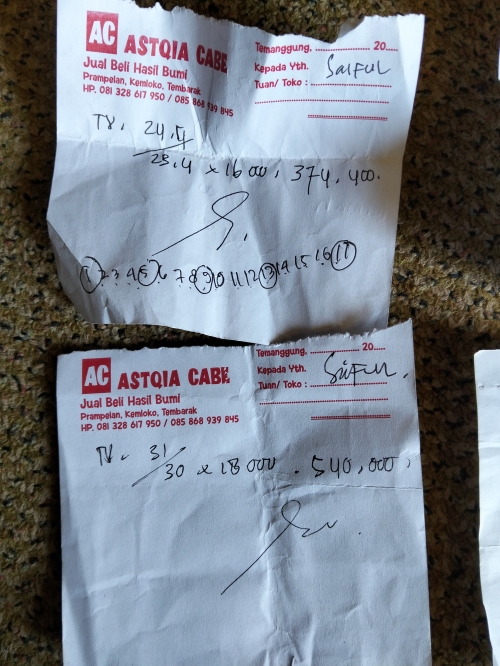 AC ASTQIA CABE
Jual Beli Hasil Bumi
Prampelan, Kemloko, Tembarak
HP. 081 328 617 950 / 085 868 939 845
Temanggung, .................. 20.....
Kepada Yth. Saiful
Tuan/ Toko :
24.4
23.4 x 16 000, 374.400.
1 2 3 4 5 6 7 8 9 10 11 12 13 14 15 16 17
AC ASTQIA CABE
Jual Beli Hasil Bumi
Prampelan, Kemloko, Tembarak
HP. 081 328 617 950 / 085 868 939 845
Temanggung, .................. 20.....
Kepada Yth. Saiful.
Tuan/ Toko :
31
30 x 18 000 . 540,000,